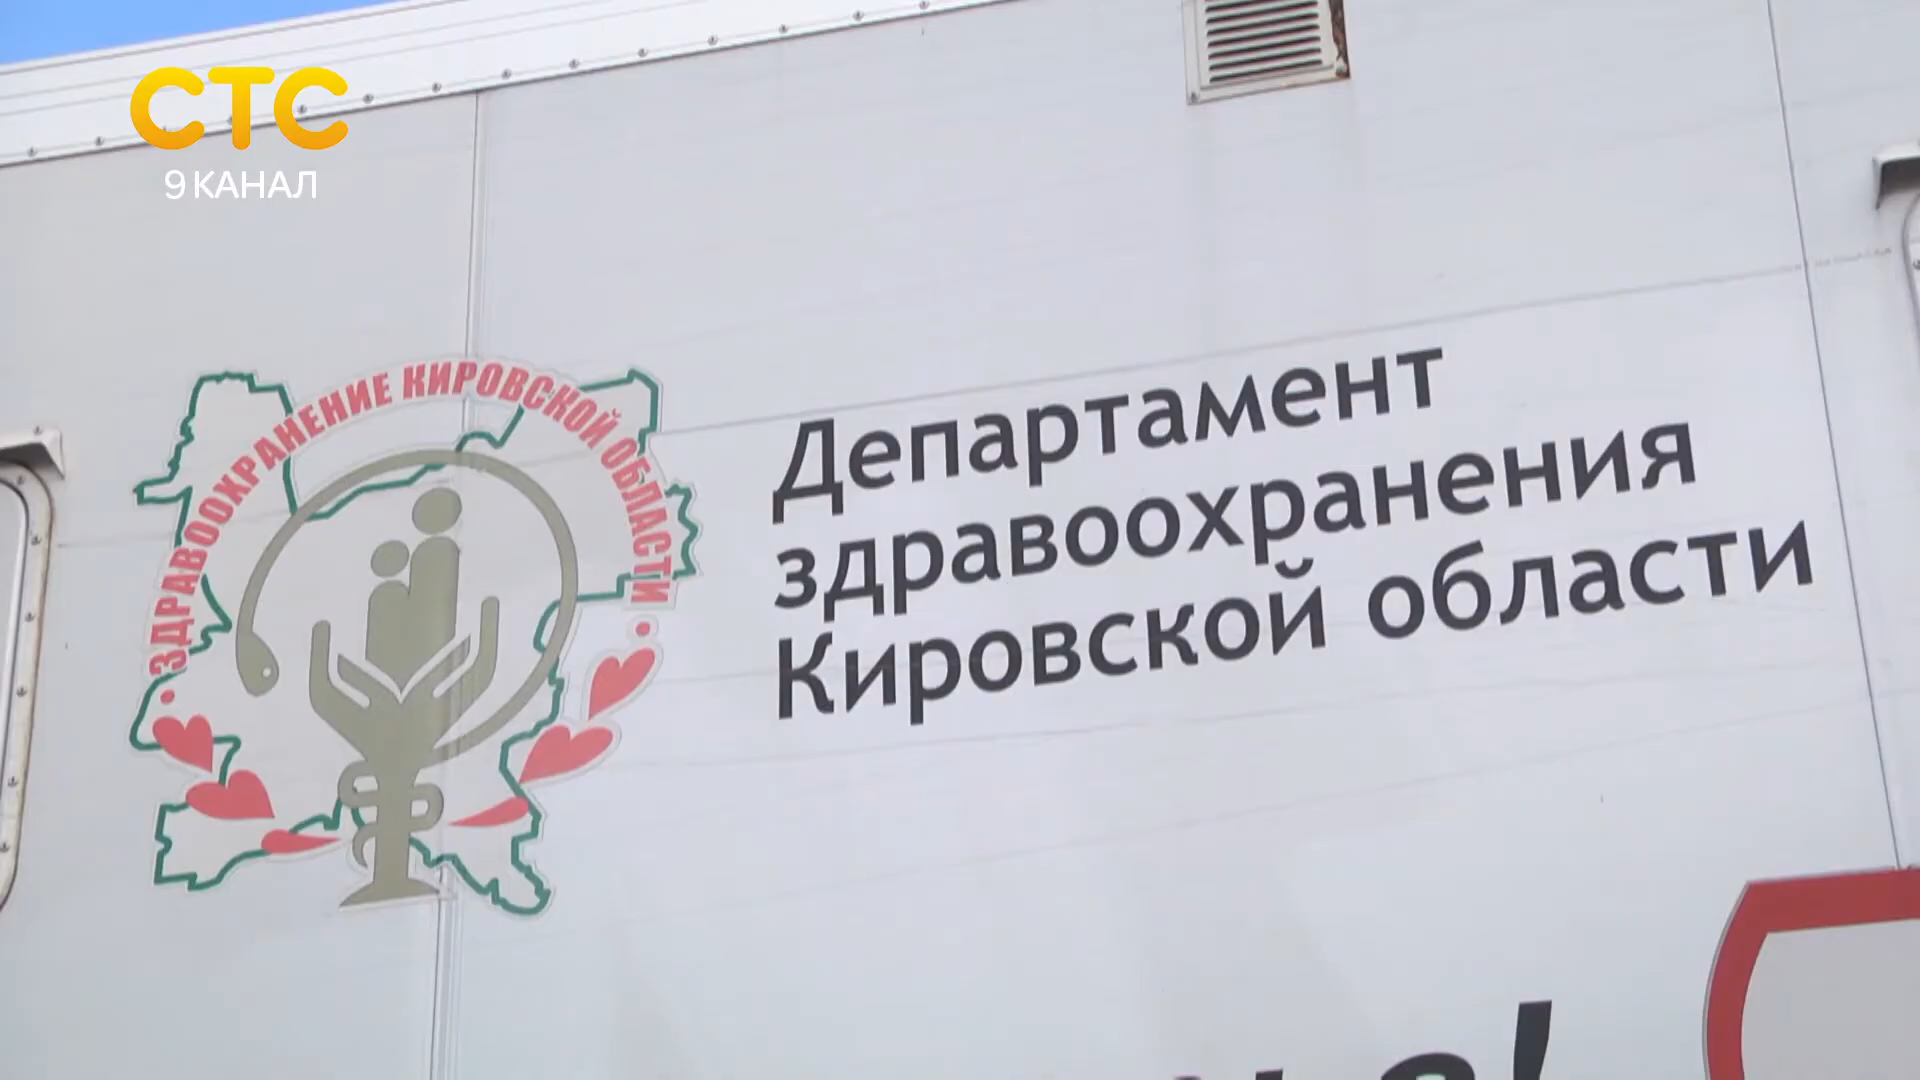 СТС
9 КАНАЛ
ЗДРАВООХРАНЕНИЕ КИРОВСКОЙ ОБЛАСТИ
Департамент
здравоохранения
Кировской области